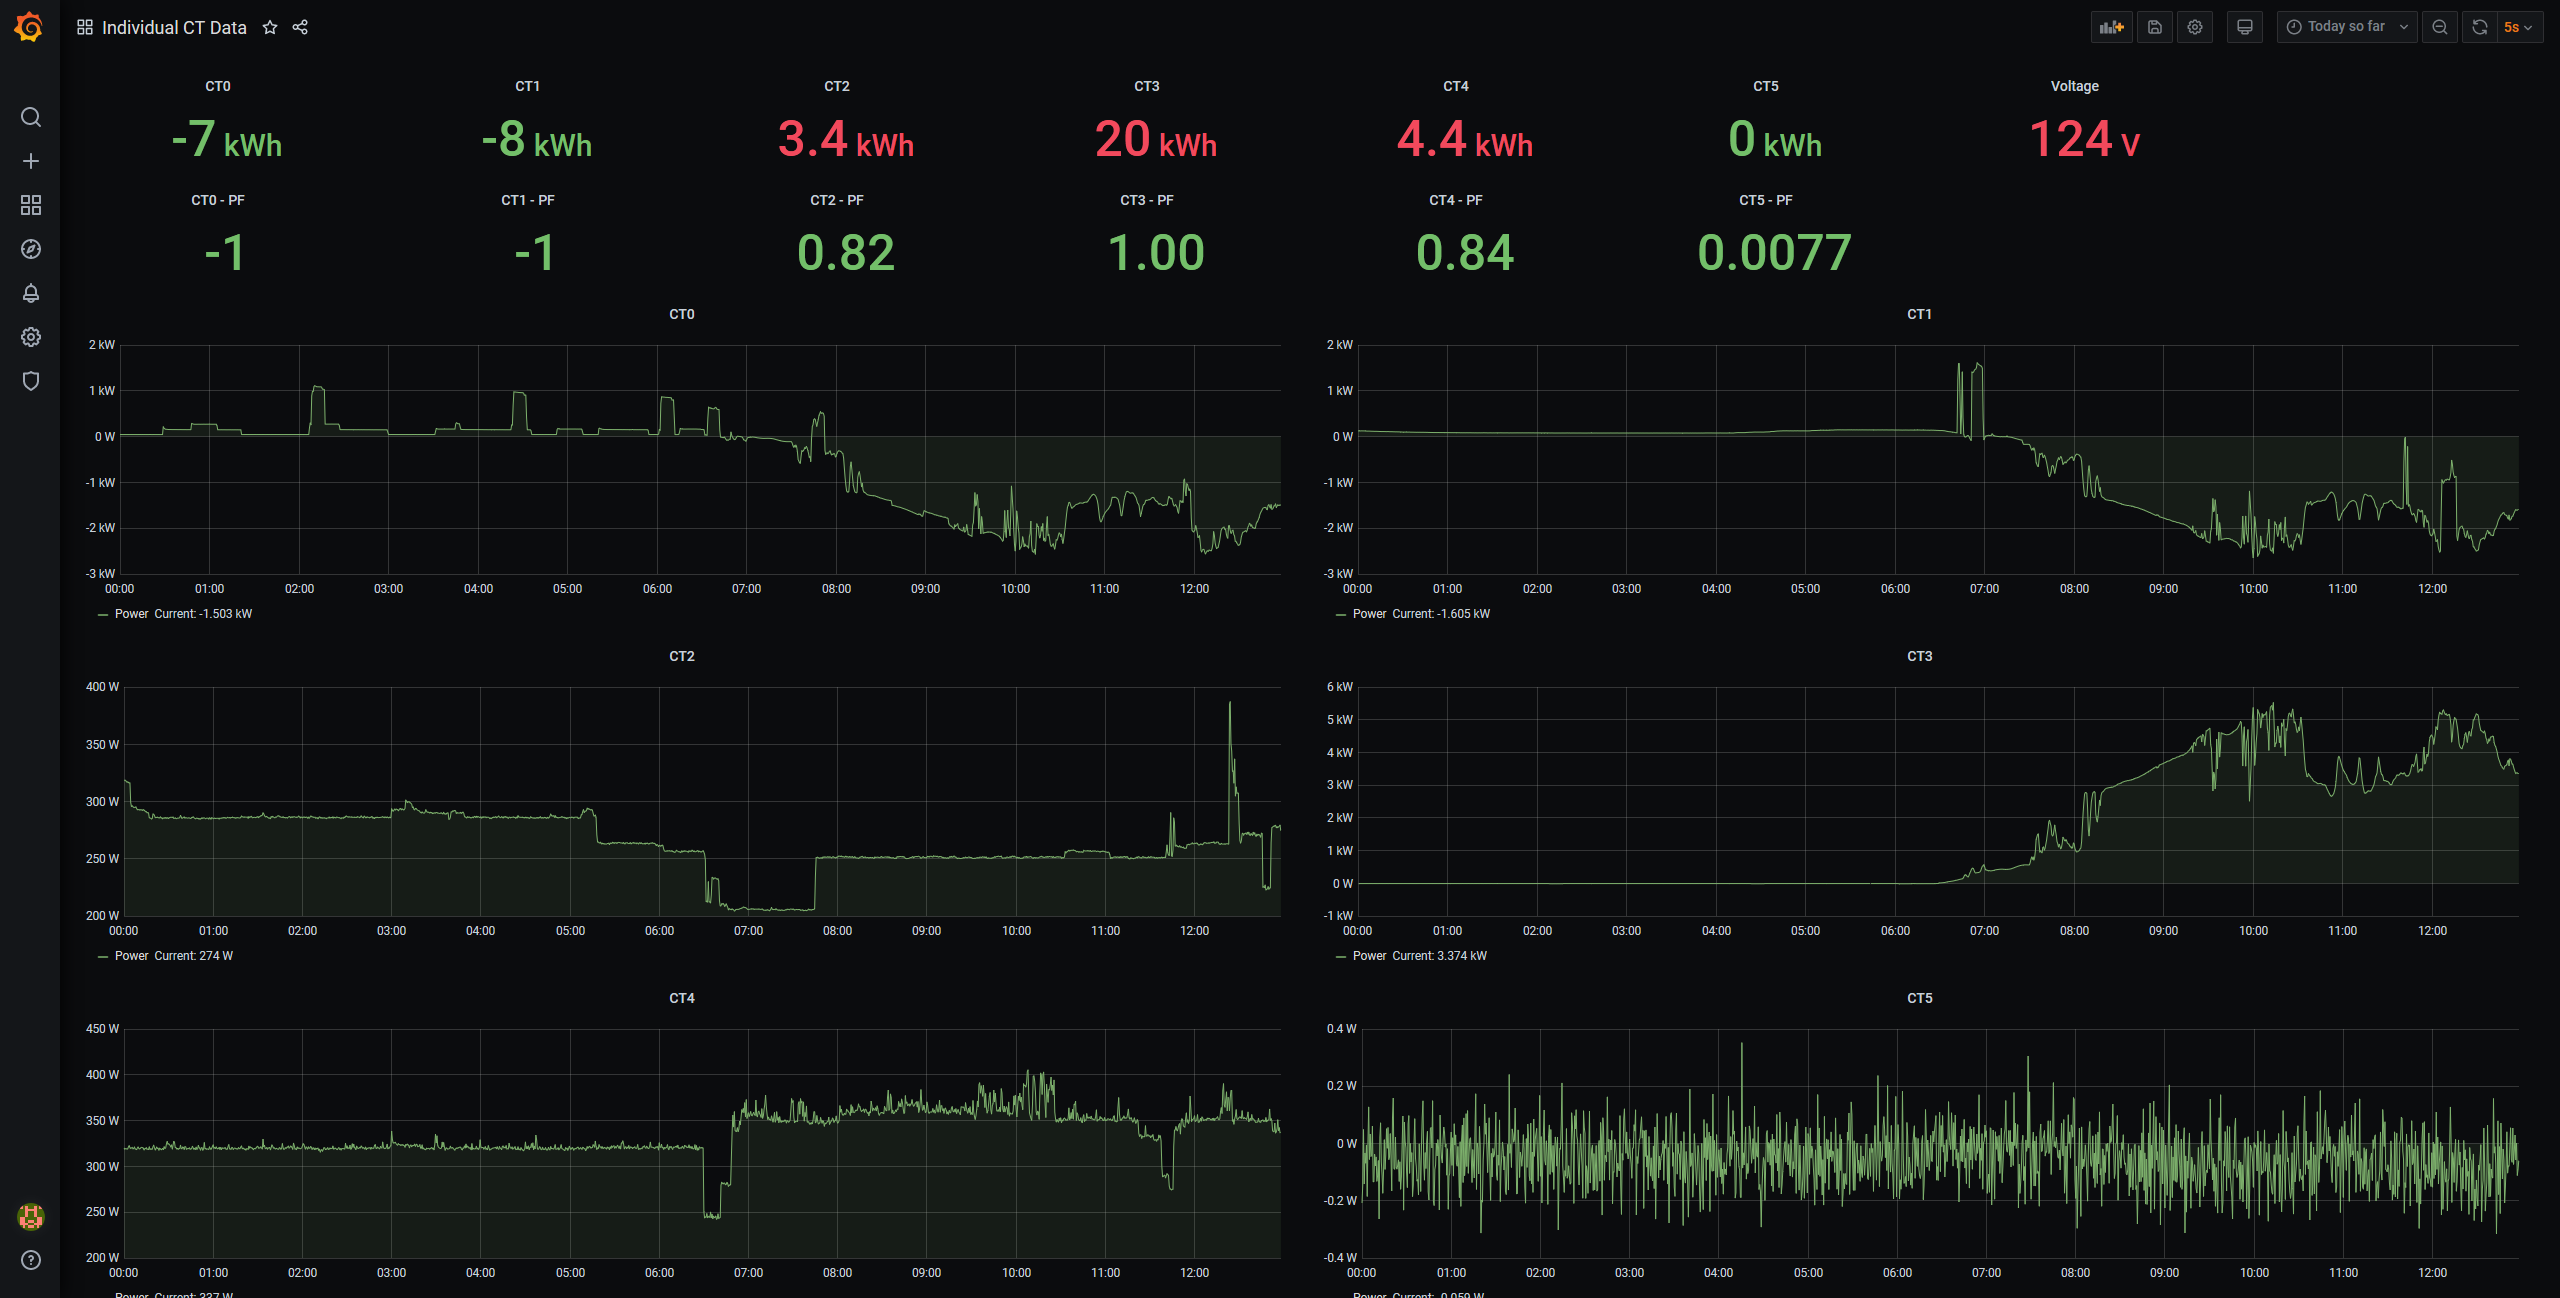 Individual CT Data
Today so far
5s
CT0 CT1 CT2 CT3 CT4 CT5 Voltage
-7 kWh -8 kWh 3.4 kWh 20 kWh 4.4 kWh 0 kWh 124 V
CT0 - PF CT1 - PF CT2 - PF CT3 - PF CT4 - PF CT5 - PF
-1 -1 0.82 1.00 0.84 0.0077
CT0
2 kW
1 kW
0 W
-1 kW
-2 kW
-3 kW
00:00 01:00 02:00 03:00 04:00 05:00 06:00 07:00 08:00 09:00 10:00 11:00 12:00
Power Current: -1.503 kW
CT1
2 kW
1 kW
0 W
-1 kW
-2 kW
-3 kW
00:00 01:00 02:00 03:00 04:00 05:00 06:00 07:00 08:00 09:00 10:00 11:00 12:00
Power Current: -1.605 kW
CT2
400 W
350 W
300 W
250 W
200 W
00:00 01:00 02:00 03:00 04:00 05:00 06:00 07:00 08:00 09:00 10:00 11:00 12:00
Power Current: 274 W
CT3
6 kW
5 kW
4 kW
3 kW
2 kW
1 kW
0 W
-1 kW
00:00 01:00 02:00 03:00 04:00 05:00 06:00 07:00 08:00 09:00 10:00 11:00 12:00
Power Current: 3.374 kW
CT4
450 W
400 W
350 W
300 W
250 W
200 W
00:00 01:00 02:00 03:00 04:00 05:00 06:00 07:00 08:00 09:00 10:00 11:00 12:00
Power Current: 337 W
CT5
0.4 W
0.2 W
0 W
-0.2 W
-0.4 W
00:00 01:00 02:00 03:00 04:00 05:00 06:00 07:00 08:00 09:00 10:00 11:00 12:00
Power Current: -0.059 W